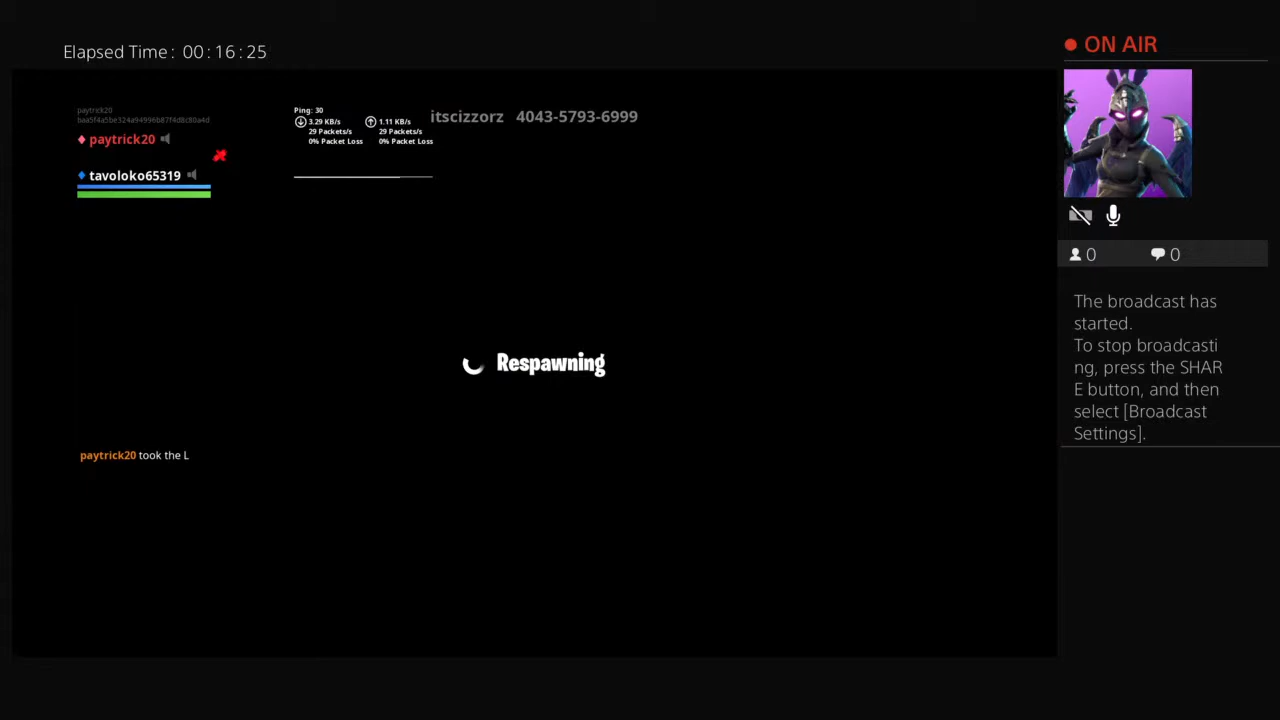 Elapsed Time: 00:16:25
ON AIR
paytrick20
baa5f4a5be324a94996b87f4d8c80a4d
paytrick20
tavoloko65319
Ping: 30
3.29 KB/s 1.11 KB/s
29 Packets/s 29 Packets/s
0% Packet Loss 0% Packet Loss
itscizzorz 4043-5793-6999
0 0
The broadcast has
started.
To stop broadcasti
ng, press the SHAR
E button, and then
select [Broadcast
Settings].
Respawning
paytrick20 took the L